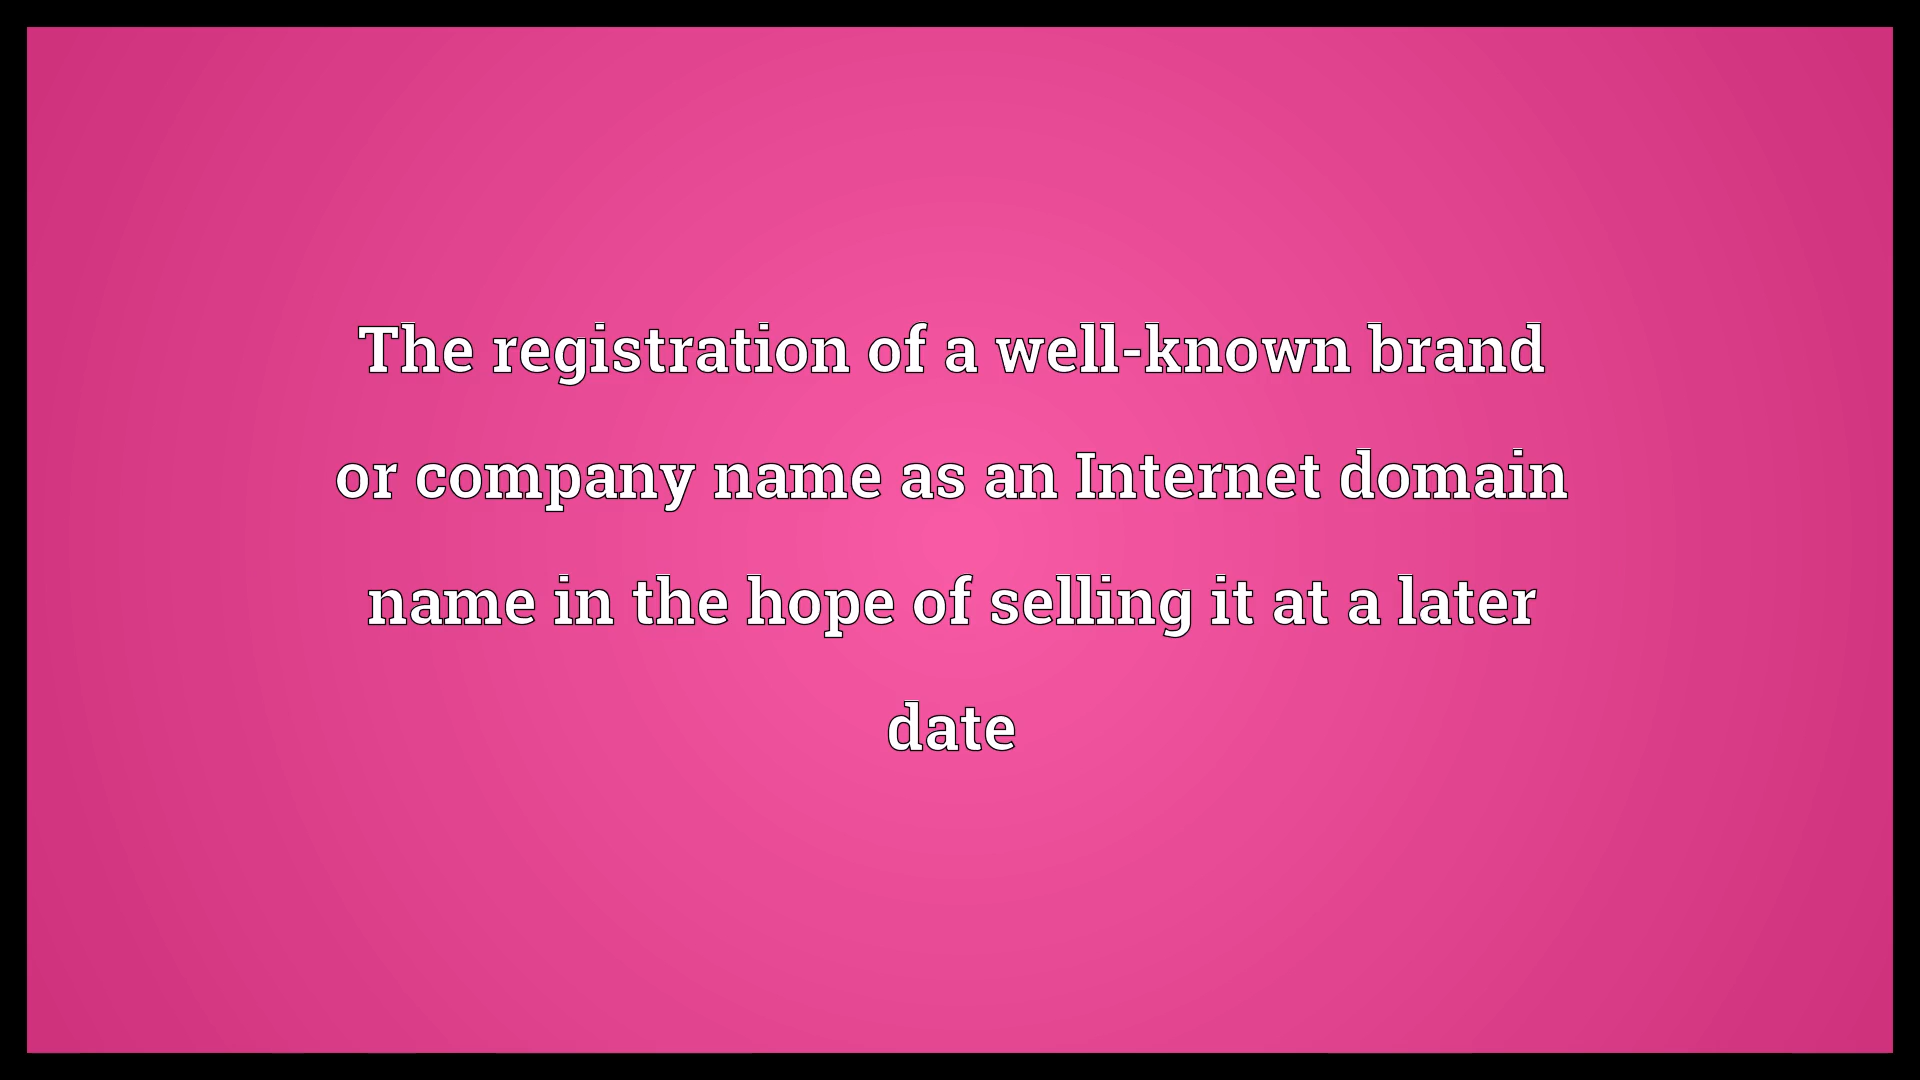 The registration of a well-known brand
or company name as an Internet domain
name in the hope of selling it at a later
date